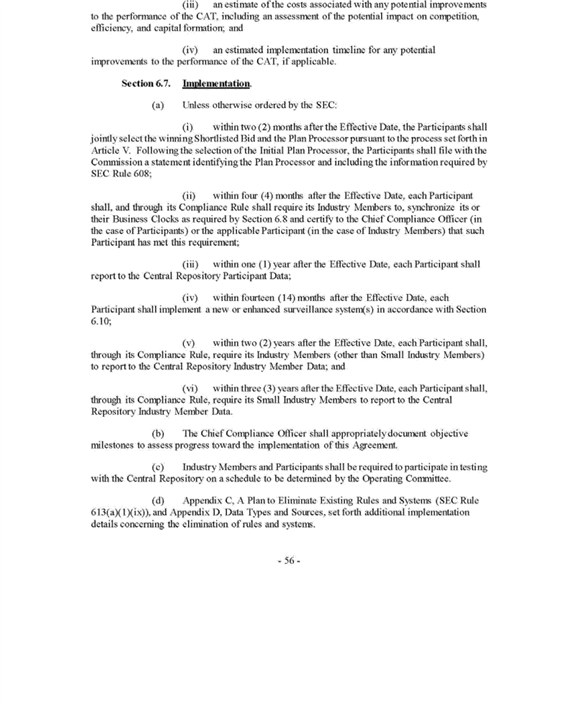 (iii) an estimate of the costs associated with any potential improvements
to the performance of the CAT, including an assessment of the potential impact on competition,
efficiency, and capital formation; and
(iv) an estimated implementation timeline for any potential
improvements to the performance of the CAT, if applicable.
Section 6.7. Implementation.
(a) Unless otherwise ordered by the SEC:
(i) within two (2) months after the Effective Date, the Participants shall
jointly select the winning Shortlisted Bid and the Plan Processor pursuant to the process set forth in
Article V. Following the selection of the Initial Plan Processor, the Participants shall file with the
Commission a statement identifying the Plan Processor and including the information required by
SEC Rule 608;
(ii) within four (4) months after the Effective Date, each Participant
shall, and through its Compliance Rule shall require its Industry Members to, synchronize its or
their Business Clocks as required by Section 6.8 and certify to the Chief Compliance Officer (in
the case of Participants) or the applicable Participant (in the case of Industry Members) that such
Participant has met this requirement;
(iii) within one (1) year after the Effective Date, each Participant shall
report to the Central Repository Participant Data;
(iv) within fourteen (14) months after the Effective Date, each
Participant shall implement a new or enhanced surveillance system(s) in accordance with Section
6.10;
(v) within two (2) years after the Effective Date, each Participant shall,
through its Compliance Rule, require its Industry Members (other than Small Industry Members)
to report to the Central Repository Industry Member Data; and
(vi) within three (3) years after the Effective Date, each Participant shall,
through its Compliance Rule, require its Small Industry Members to report to the Central
Repository Industry Member Data.
(b) The Chief Compliance Officer shall appropriately document objective
milestones to assess progress toward the implementation of this Agreement.
(c) Industry Members and Participants shall be required to participate in testing
with the Central Repository on a schedule to be determined by the Operating Committee.
(d) Appendix C, A Plan to Eliminate Existing Rules and Systems (SEC Rule
613(a)(1)(ix)), and Appendix D, Data Types and Sources, set forth additional implementation
details concerning the elimination of rules and systems.
- 56 -